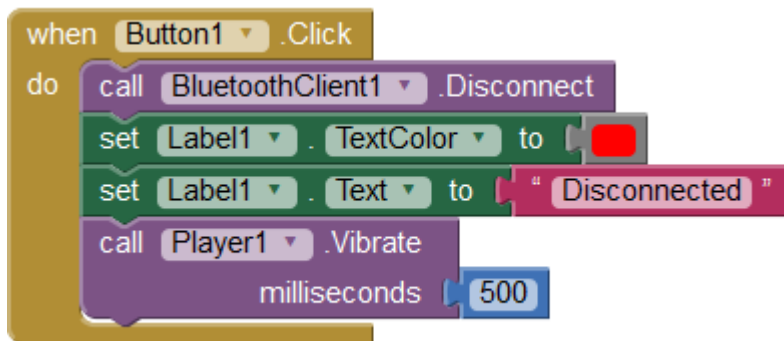 when Button1 .Click
do call BluetoothClient1 .Disconnect
set Label1 . TextColor to
set Label1 . Text to “ Disconnected ”
call Player1 .Vibrate
milliseconds 500